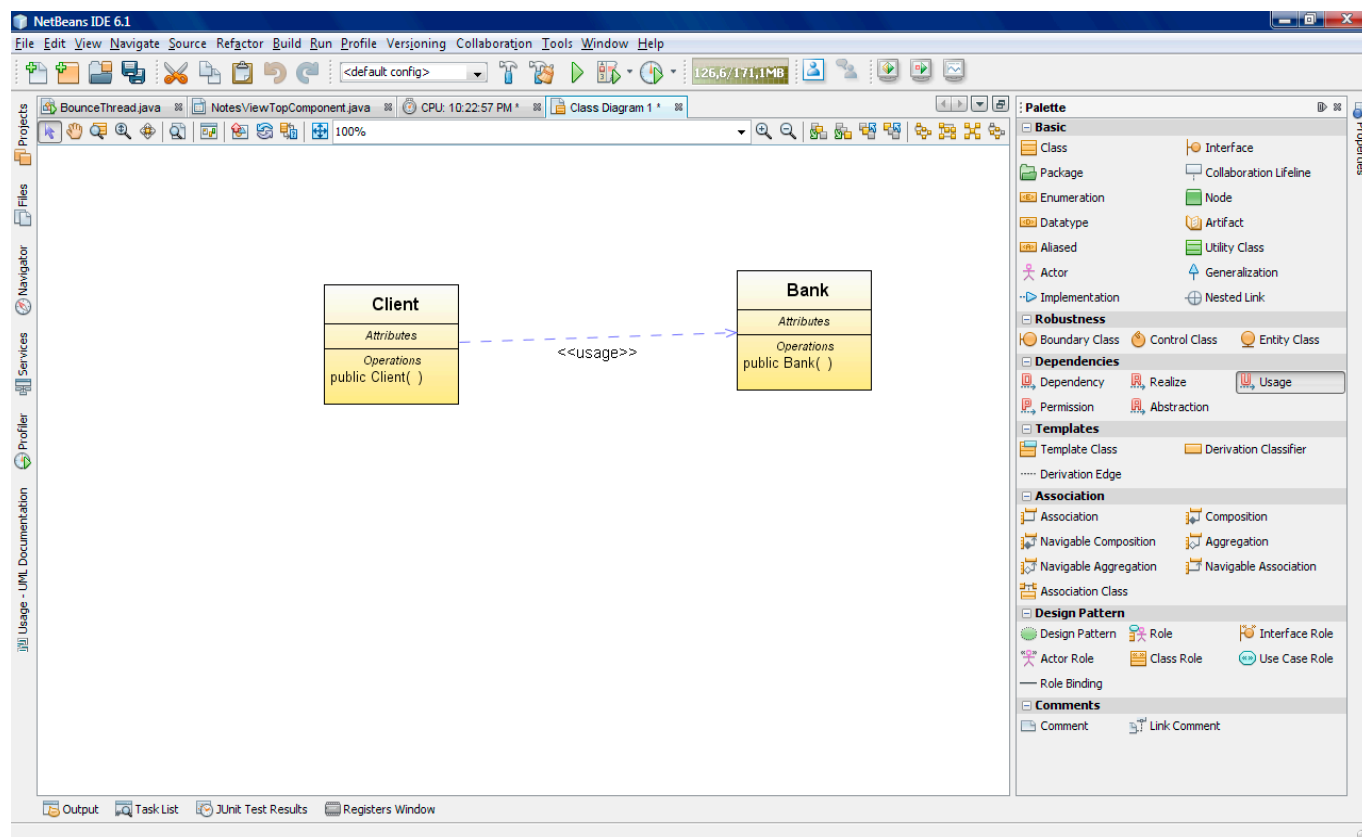 NetBeans IDE 6.1
File Edit View Navigate Source Refactor Build Run Profile Versioning Collaboration Tools Window Help
<default config> 126,6/171,1MB
BounceThread.java NotesViewTopComponent.java CPU: 10:22:57 PM * Class Diagram 1 *
100%
Projects
Files
Navigator
Services
Profiler
Usage - UML Documentation
Client
Attributes
Operations
public Client( )
<<usage>>
Bank
Attributes
Operations
public Bank( )
Palette
Basic
Class Interface
Package Collaboration Lifeline
Enumeration Node
Datatype Artifact
Aliased Utility Class
Actor Generalization
Implementation Nested Link
Robustness
Boundary Class Control Class Entity Class
Dependencies
Dependency Realize Usage
Permission Abstraction
Templates
Template Class Derivation Classifier
Derivation Edge
Association
Association Composition
Navigable Composition Aggregation
Navigable Aggregation Navigable Association
Association Class
Design Pattern
Design Pattern Role Interface Role
Actor Role Class Role Use Case Role
Role Binding
Comments
Comment Link Comment
Properties
Output Task List JUnit Test Results Registers Window